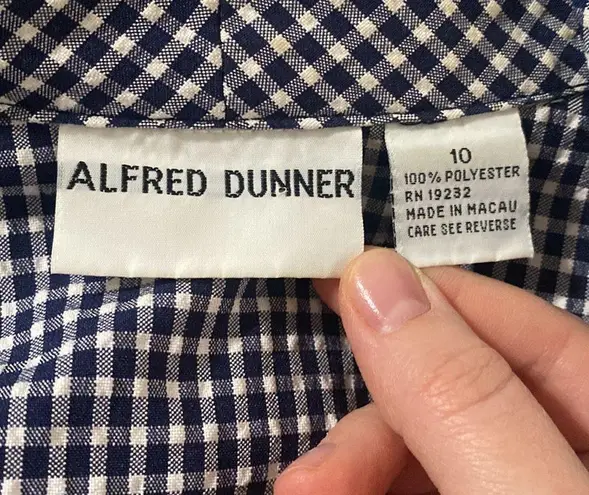 ALFRED DUNNER
10
100% POLYESTER
RN 19232
MADE IN MACAU
CARE SEE REVERSE